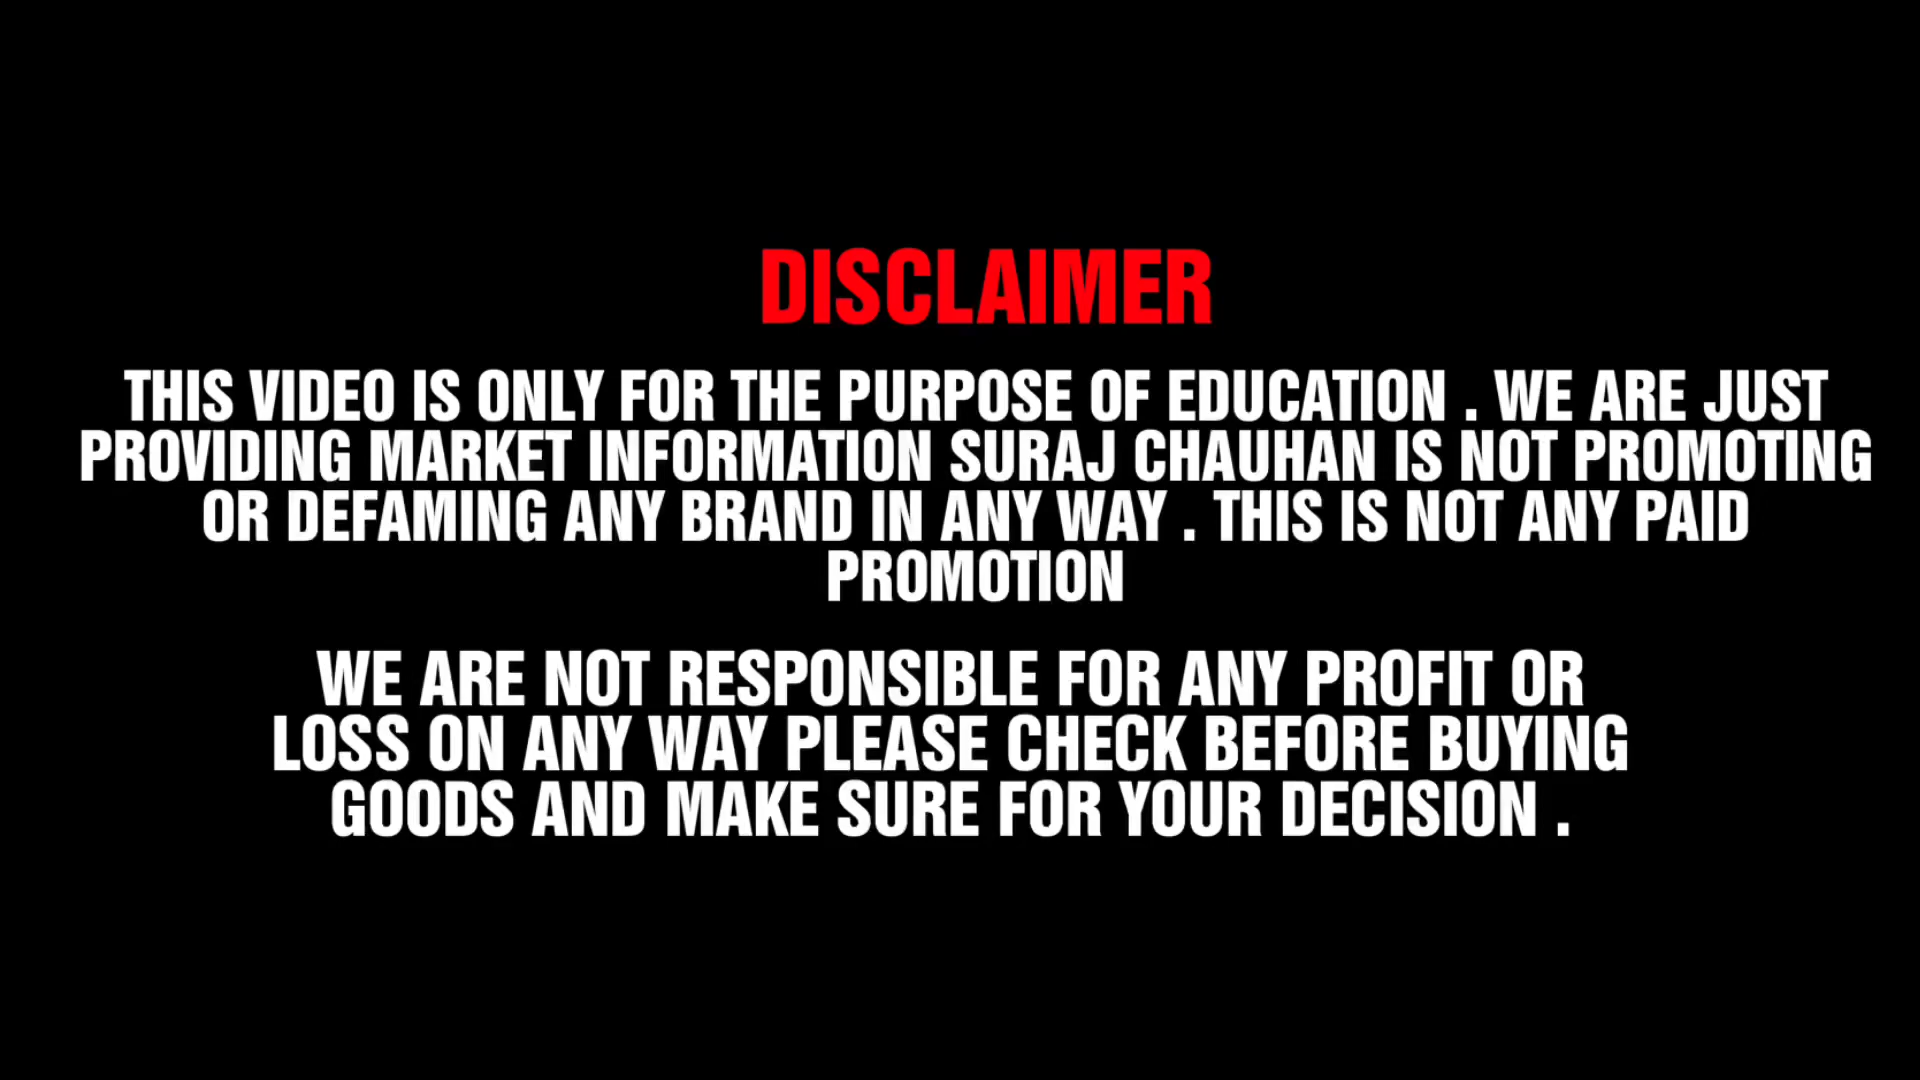 DISCLAIMER
THIS VIDEO IS ONLY FOR THE PURPOSE OF EDUCATION . WE ARE JUST
PROVIDING MARKET INFORMATION SURAJ CHAUHAN IS NOT PROMOTING
OR DEFAMING ANY BRAND IN ANY WAY . THIS IS NOT ANY PAID
PROMOTION
WE ARE NOT RESPONSIBLE FOR ANY PROFIT OR
LOSS ON ANY WAY PLEASE CHECK BEFORE BUYING
GOODS AND MAKE SURE FOR YOUR DECISION .